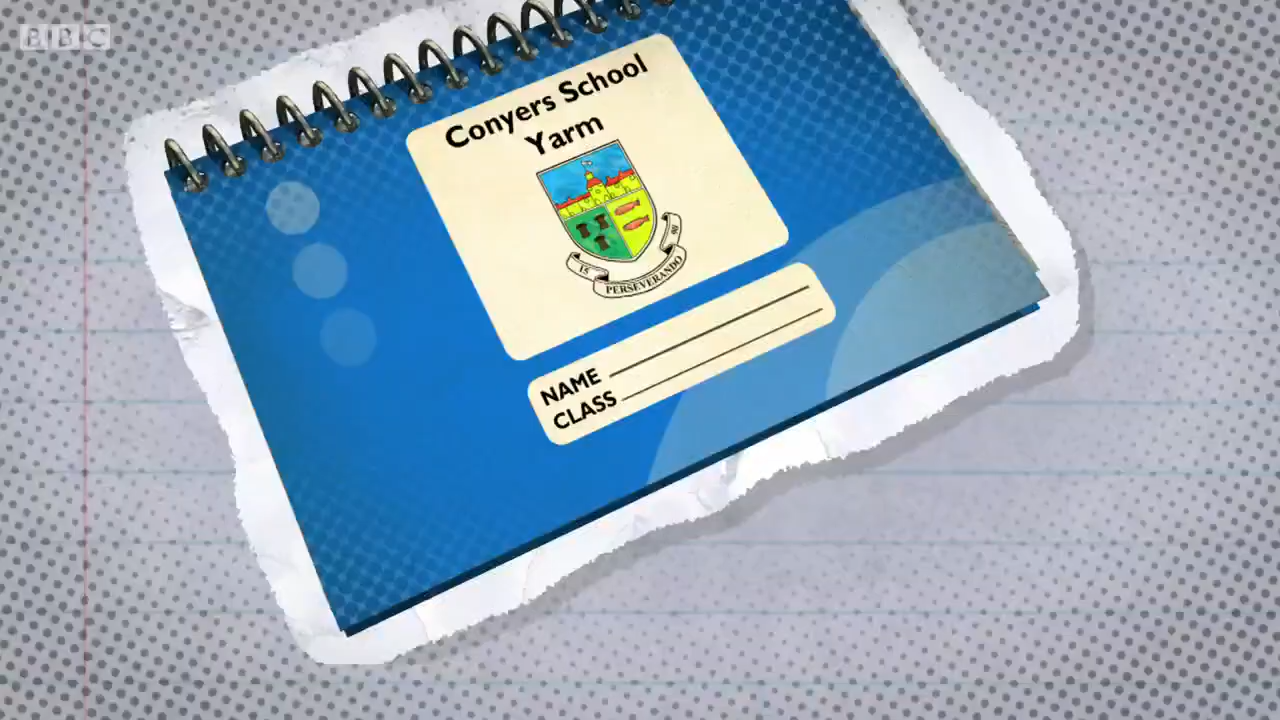 BBC
Conyers School
Yarm
15 90
PERSEVERANDO
NAME
CLASS